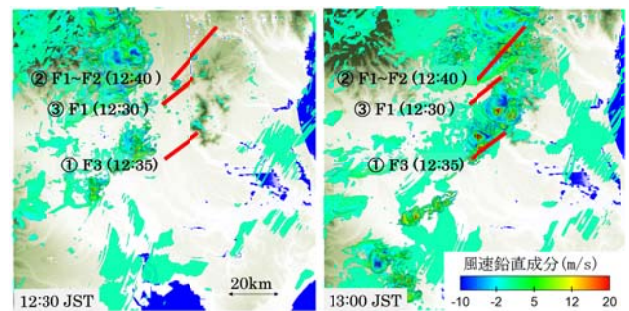 ② F1~F2 (12:40)
③ F1 (12:30)
① F3 (12:35)
20km
12:30 JST
② F1~F2 (12:40)
③ F1 (12:30)
① F3 (12:35)
13:00 JST
風速鉛直成分(m/s)
-10 -2 5 12 20